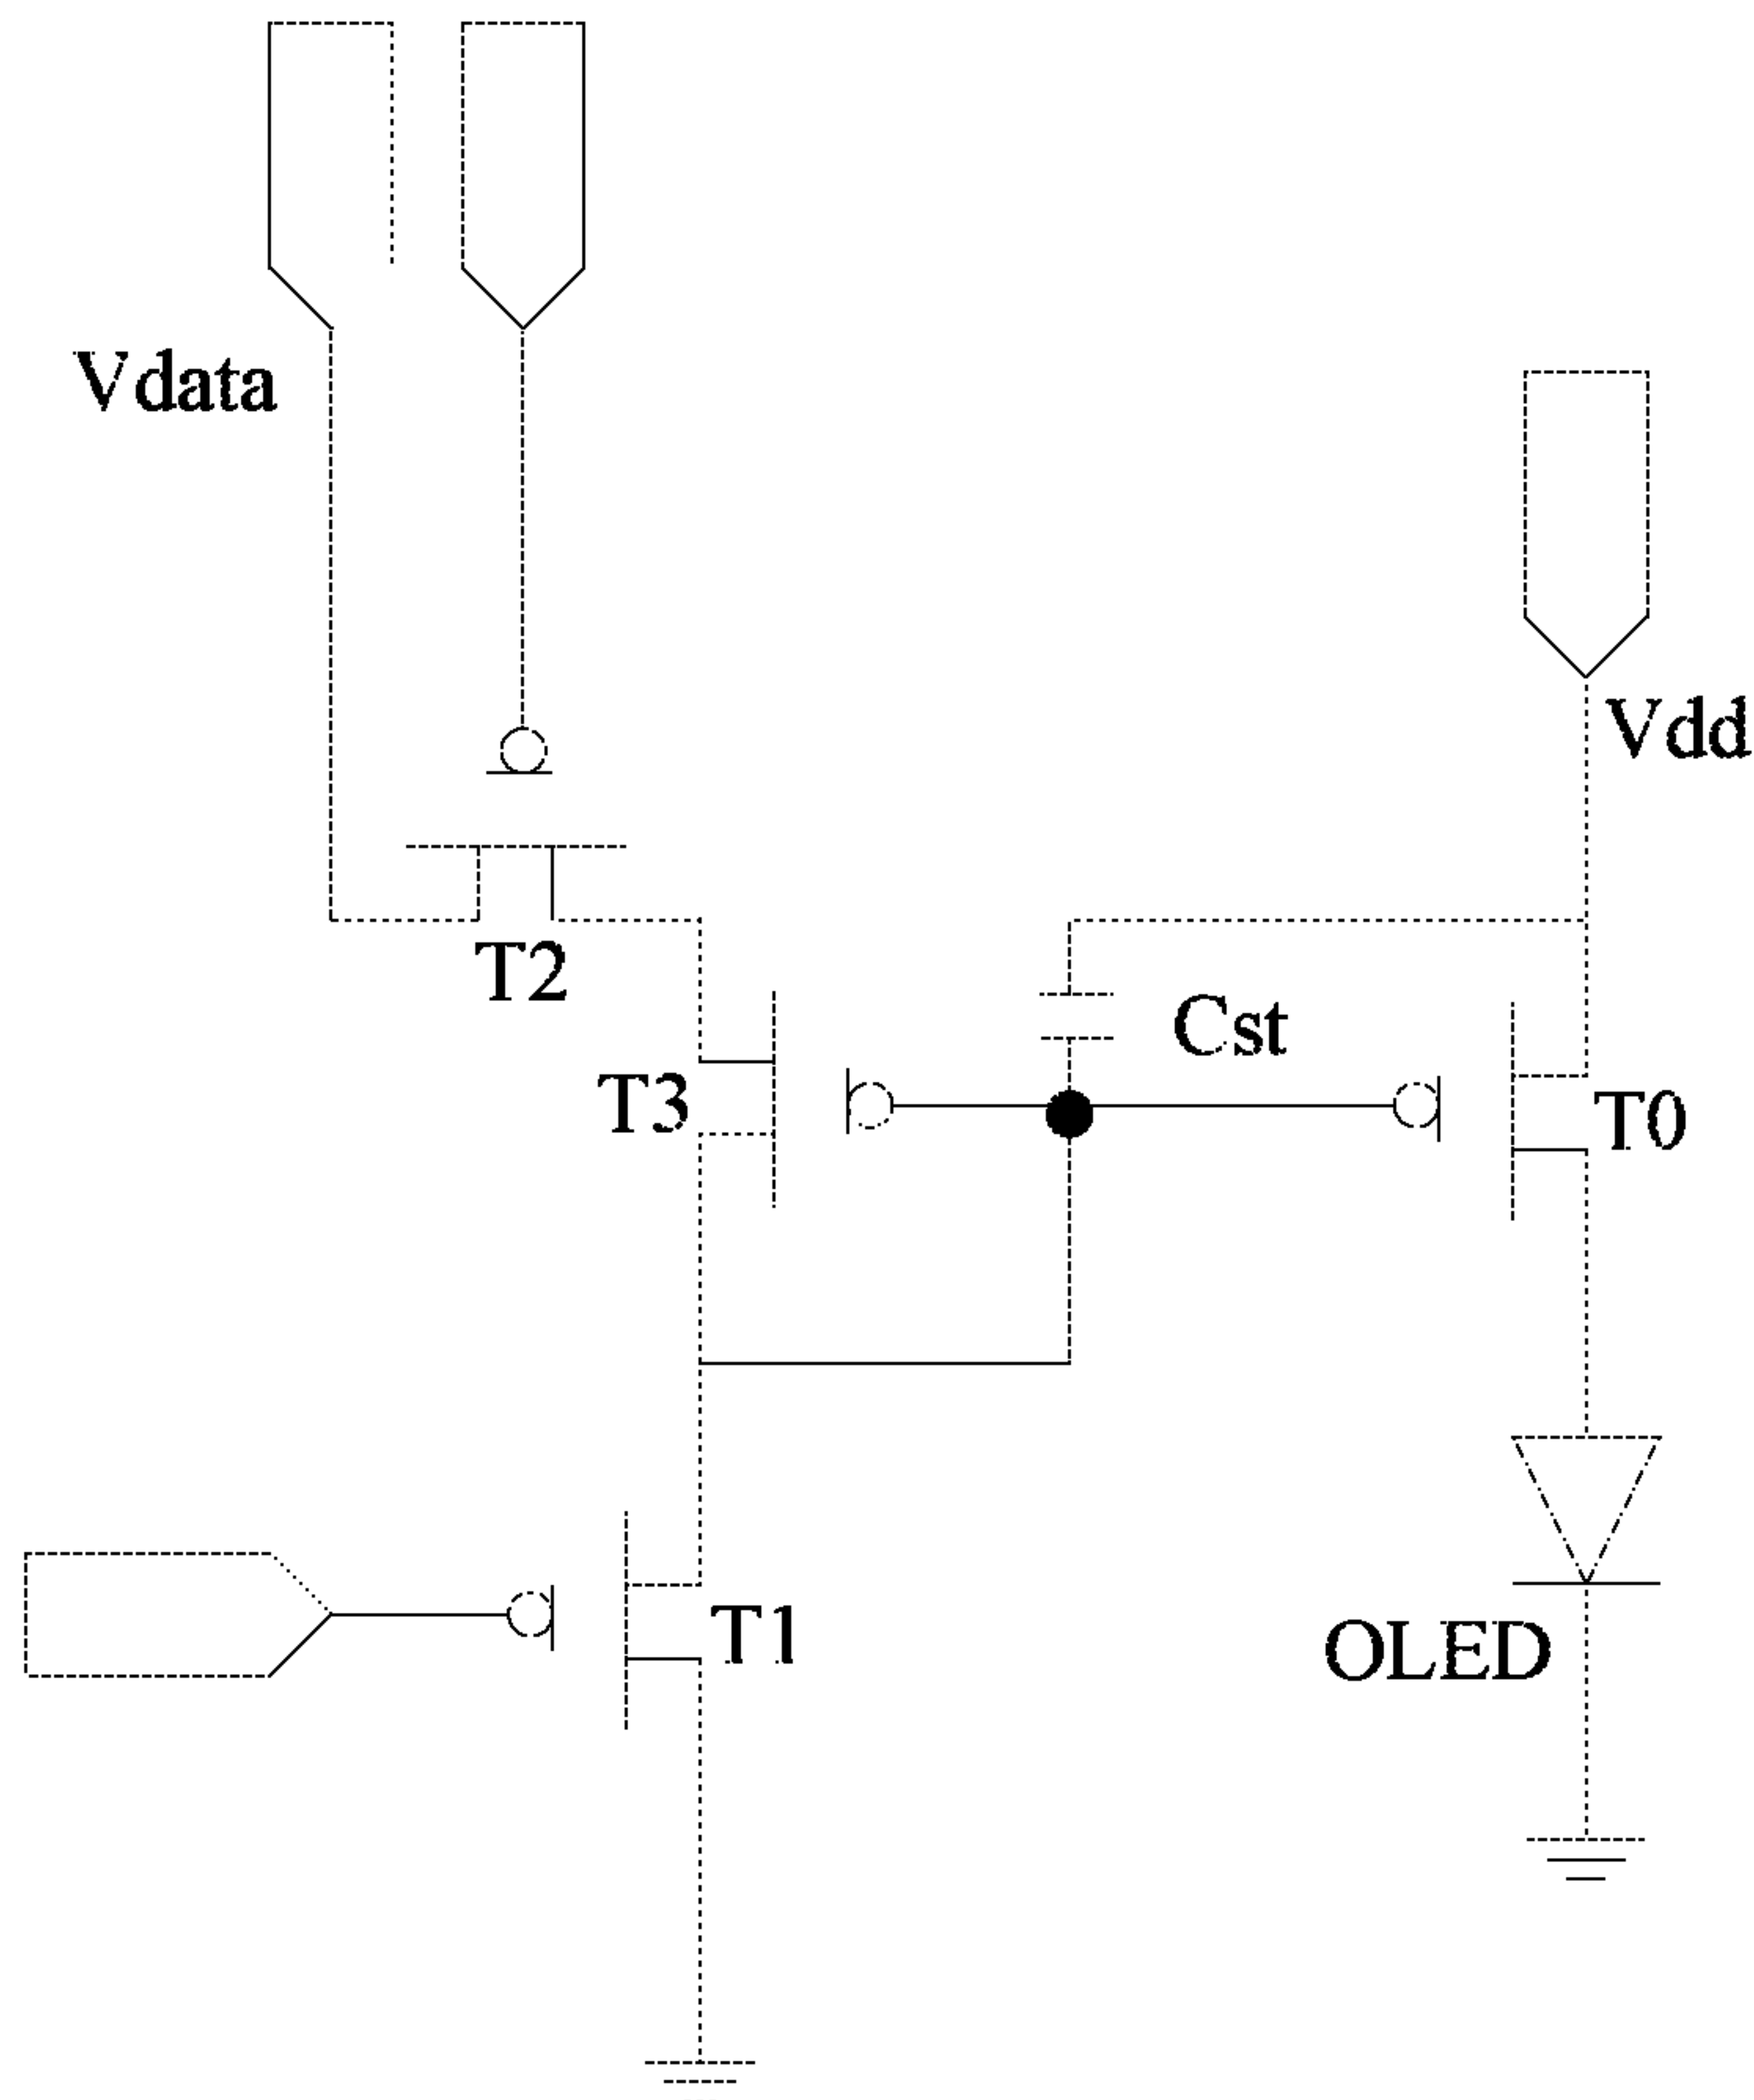 Vdata
Vdd
T2
Cst
T3
T0
T1
OLED